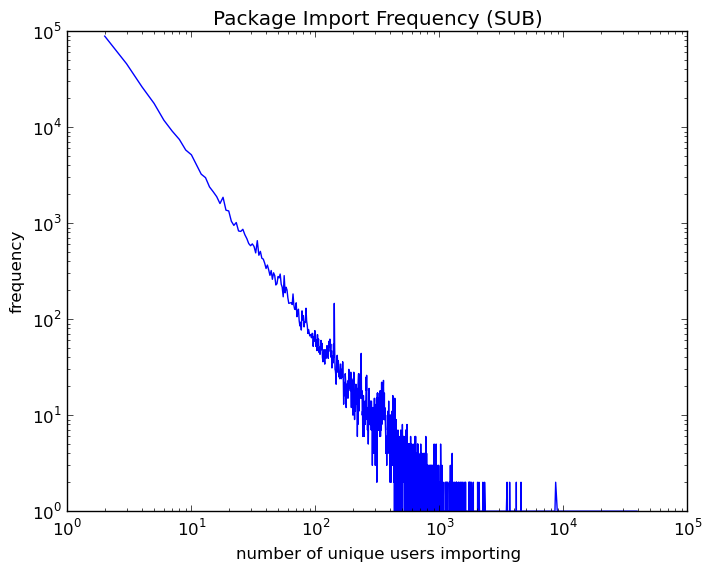 Package Import Frequency (SUB)
10^5
10^4
10^3
10^2
10^1
10^0
frequency
10^0 10^1 10^2 10^3 10^4 10^5
number of unique users importing